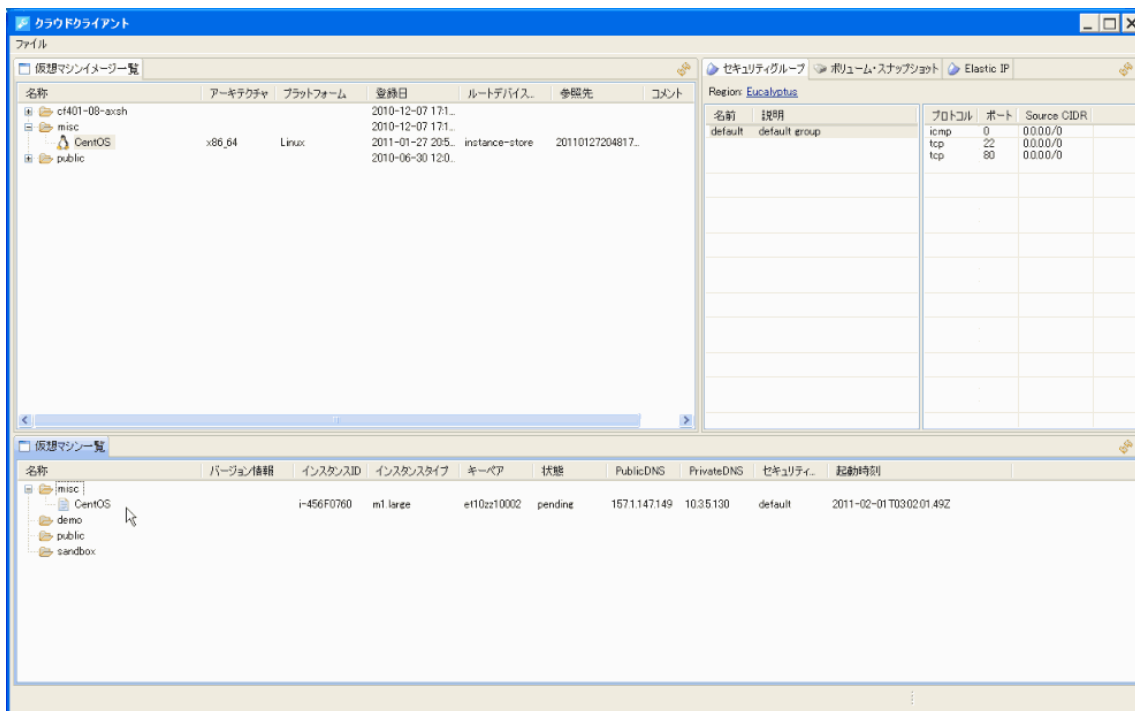 クラウドクライアント
ファイル
仮想マシンイメージ一覧
名称 アーキテクチャ プラットフォーム 登録日 ルートデバイス... 参照先 コメント
cf401-08-axsh 2010-12-07 17:1...
misc 2010-12-07 17:1...
CentOS x86_64 Linux 2011-01-27 20:5... instance-store 20110127204817...
public 2010-06-30 12:0...
セキュリティグループ ボリューム・スナップショット Elastic IP
Region: Eucalyptus
名前 説明
default default group
プロトコル ポート Source CIDR
icmp 0 0.0.0.0/0
tcp 22 0.0.0.0/0
tcp 80 0.0.0.0/0
仮想マシン一覧
名称 バージョン情報 インスタンスID インスタンスタイプ キーペア 状態 PublicDNS PrivateDNS セキュリティ... 起動時刻
misc
CentOS i-456F0760 m1.large et10zz10002 pending 157.1.147.149 10.3.5.130 default 2011-02-01T03:02:01.49Z
demo
public
sandbox